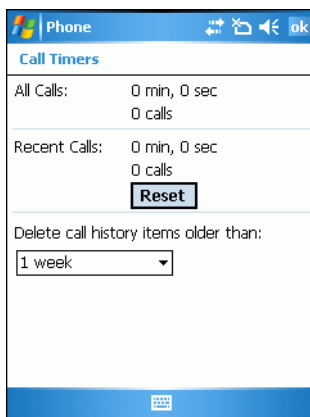 Phone ok
Call Timers
All Calls: 0 min, 0 sec
0 calls
Recent Calls: 0 min, 0 sec
0 calls
Reset
Delete call history items older than:
1 week